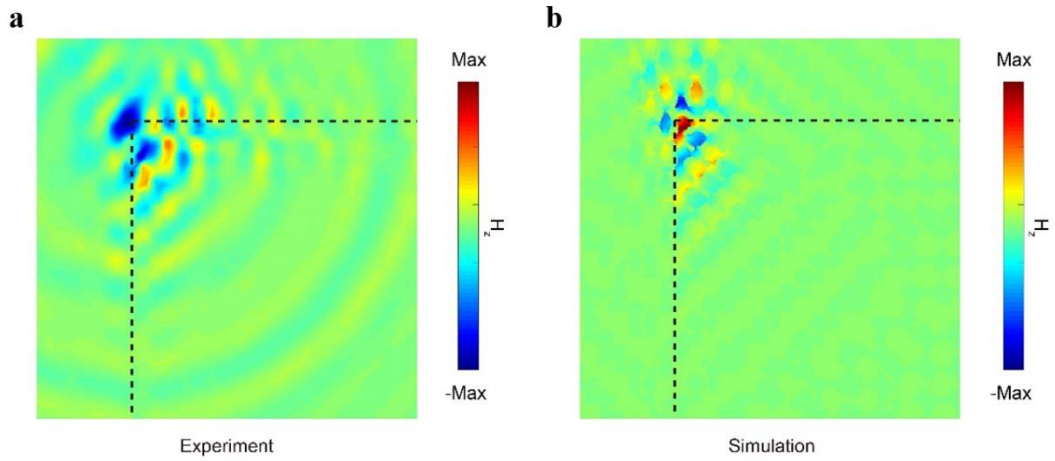 a
b
Max
Max
Hz
Hz
-Max
-Max
Experiment
Simulation